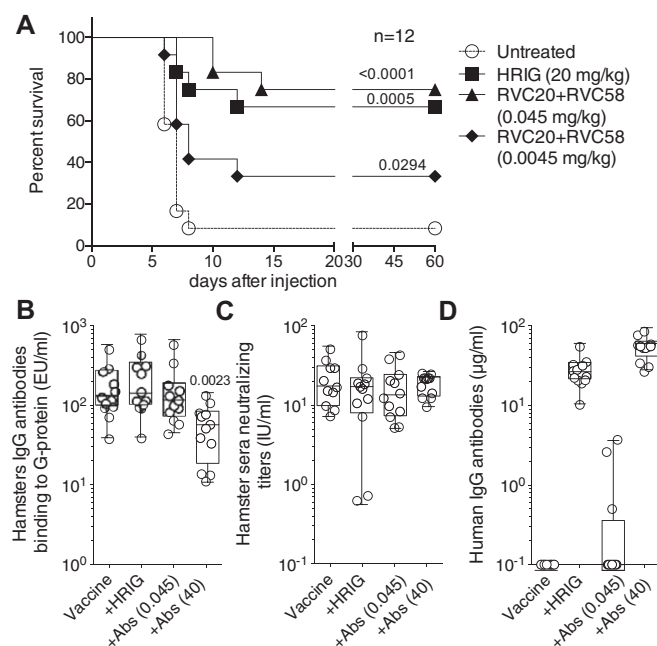 A
n=12
Percent survival
100
80
60
40
20
0
<0.0001
0.0005
0.0294
0
5
10
15
20
30
45
60
days after injection
Untreated
HRIG (20 mg/kg)
RVC20+RVC58
(0.045 mg/kg)
RVC20+RVC58
(0.0045 mg/kg)
B
Hamsters IgG antibodies
binding to G-protein (EU/ml)
10³
10²
10¹
10⁰
0.0023
Vaccine
+HRIG
+Abs (0.045)
+Abs (40)
C
Hamster sera neutralizing
titers (IU/ml)
10²
10¹
10⁰
10⁻¹
Vaccine
+HRIG
+Abs (0.045)
+Abs (40)
D
Human IgG antibodies (µg/ml)
10²
10¹
10⁰
10⁻¹
Vaccine
+HRIG
+Abs (0.045)
+Abs (40)